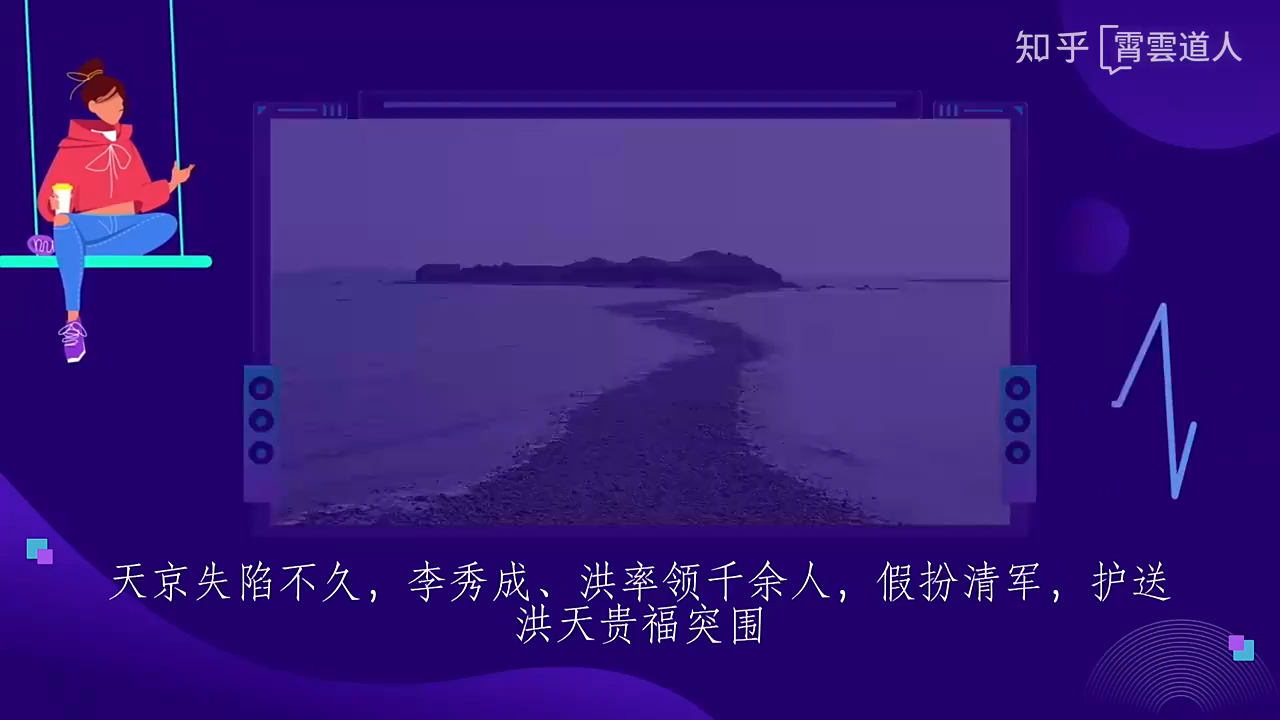 知乎 霄雲道人
天京失陷不久，李秀成、洪率领千余人，假扮清军，护送
洪天贵福突围